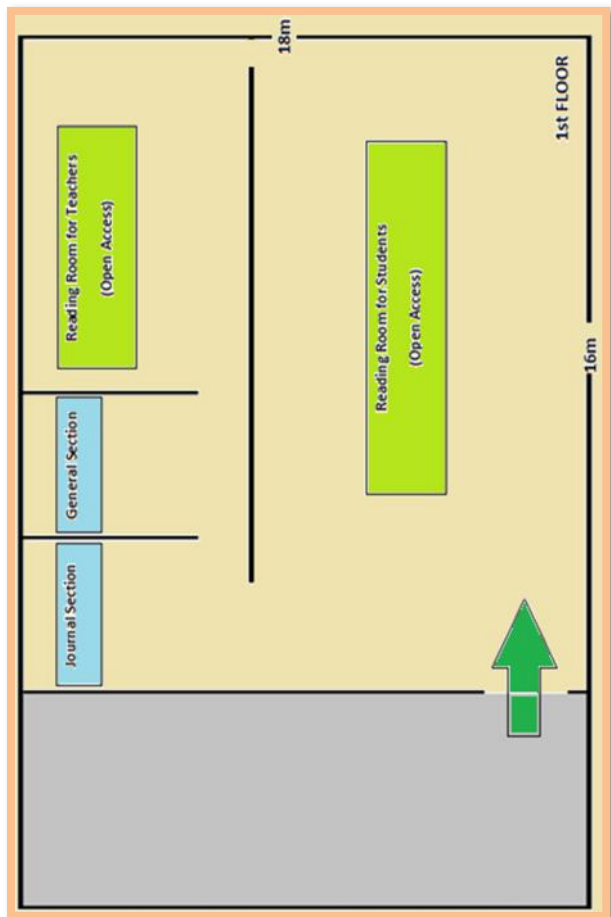 18m
1st FLOOR
Reading Room for Teachers
(Open Access)
Reading Room for Students
(Open Access)
16m
General Section
Journal Section